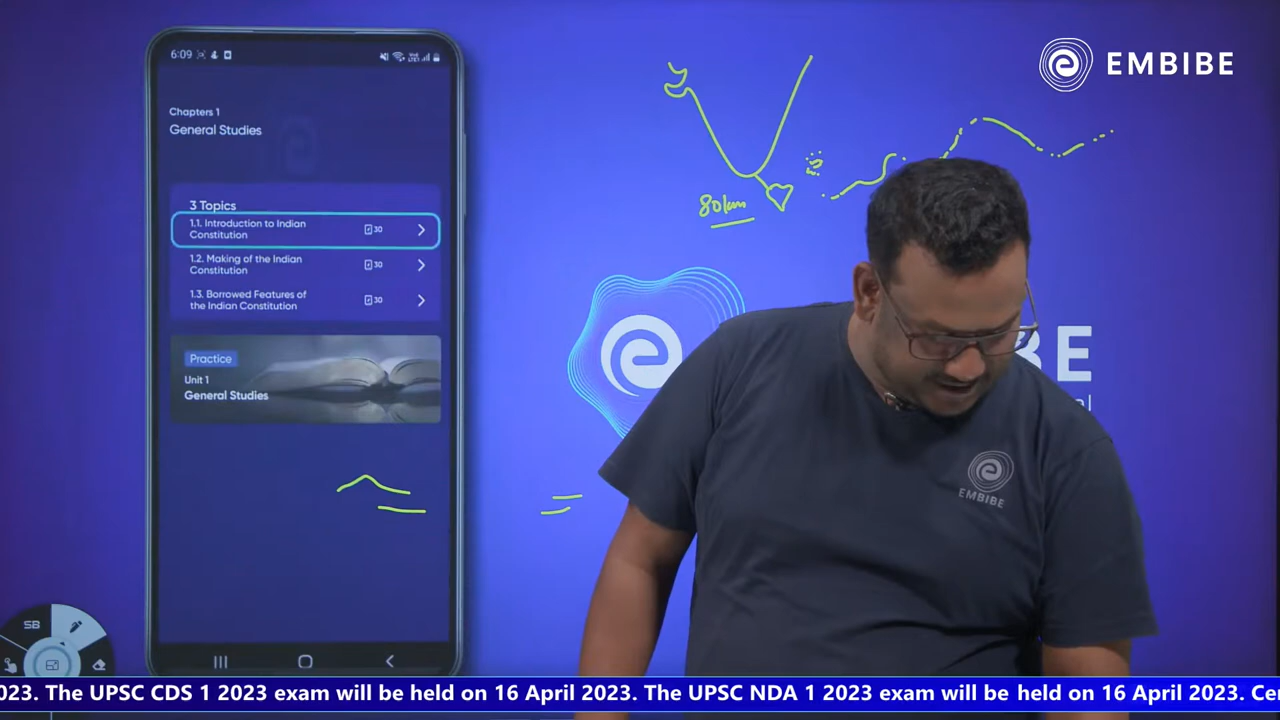 6:09
EMBIBE
Chapters 1
General Studies
3 Topics
1.1. Introduction to Indian
Constitution
30
1.2. Making of the Indian
Constitution
30
1.3. Borrowed Features of
the Indian Constitution
30
Practice
Unit 1
General Studies
80km
BE
EMBIBE
SB
023. The UPSC CDS 1 2023 exam will be held on 16 April 2023. The UPSC NDA 1 2023 exam will be held on 16 April 2023. Cer